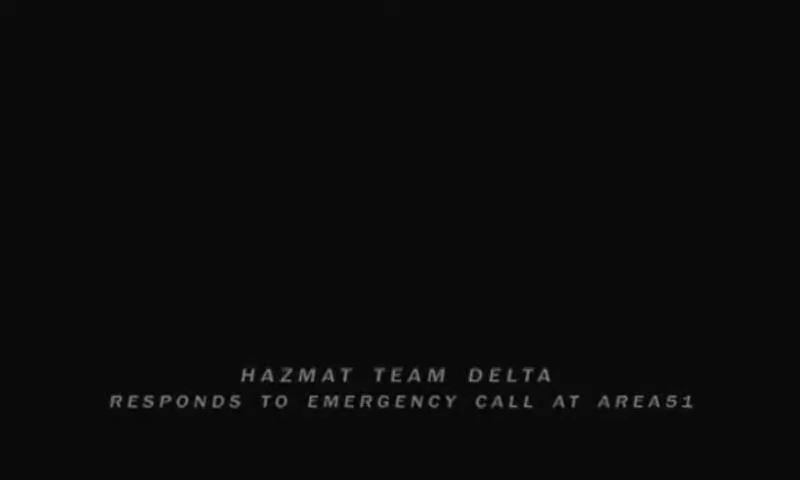 HAZMAT TEAM DELTA
RESPONDS TO EMERGENCY CALL AT AREA51